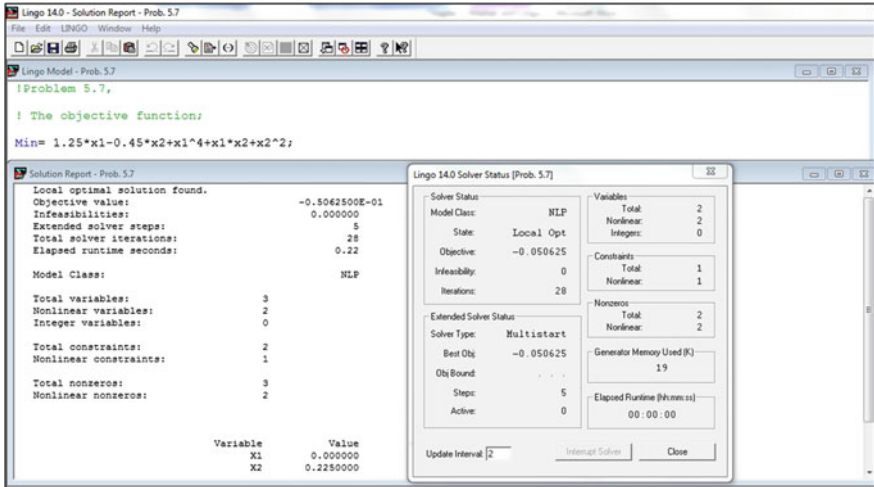 Lingo 14.0 - Solution Report - Prob. 5.7
File Edit LINGO Window Help
Lingo Model - Prob. 5.7
!Problem 5.7,
! The objective function;
Min= 1.25*x1-0.45*x2+x1^4+x1*x2+x2^2;
Solution Report - Prob. 5.7
Local optimal solution found.
Objective value: -0.5062500E-01
Infeasibilities: 0.000000
Extended solver steps: 5
Total solver iterations: 28
Elapsed runtime seconds: 0.22
Model Class: NLP
Total variables: 3
Nonlinear variables: 2
Integer variables: 0
Total constraints: 2
Nonlinear constraints: 1
Total nonzeros: 3
Nonlinear nonzeros: 2
Variable Value
X1 0.000000
X2 0.2250000
Lingo 14.0 Solver Status [Prob. 5.7]
Solver Status
Model Class: NLP
State: Local Opt
Objective: -0.050625
Infeasibility: 0
Iterations: 28
Extended Solver Status
Solver Type: Multistart
Best Obj: -0.050625
Obj Bound: . . .
Steps: 5
Active: 0
Variables
Total: 2
Nonlinear: 2
Integers: 0
Constraints
Total: 1
Nonlinear: 1
Nonzeros
Total: 2
Nonlinear: 2
Generator Memory Used (K)
19
Elapsed Runtime (hh:mm:ss)
00:00:00
Update Interval: 2
Interrupt Solver
Close